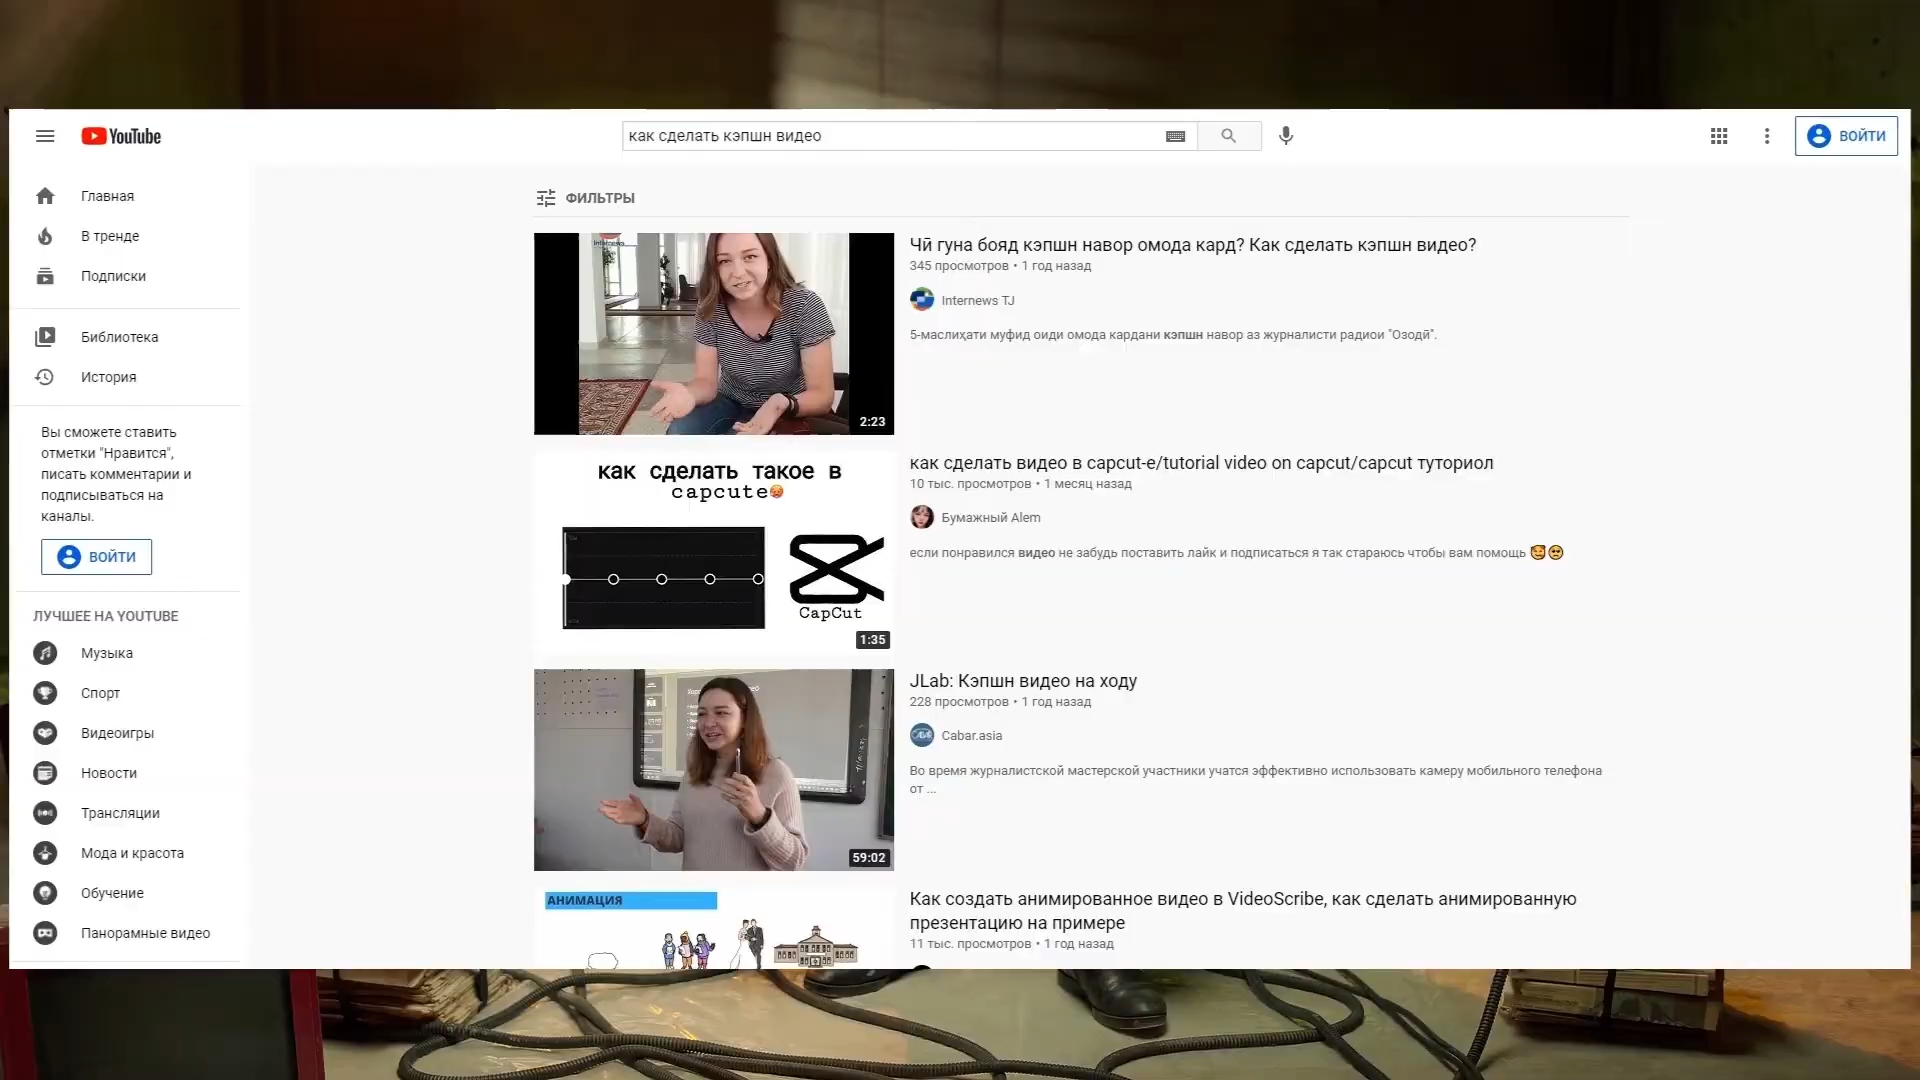 YouTube
как сделать кэпшн видео
ВОЙТИ
Главная
В тренде
Подписки
Библиотека
История
Вы сможете ставить
отметки "Нравится",
писать комментарии и
подписываться на
каналы.
ВОЙТИ
ЛУЧШЕЕ НА YOUTUBE
Музыка
Спорт
Видеоигры
Новости
Трансляции
Мода и красота
Обучение
Панорамные видео
ФИЛЬТРЫ
Internews
2:23
Чӣ гуна бояд кэпшн навор омода кард? Как сделать кэпшн видео?
345 просмотров • 1 год назад
Internews TJ
5-маслиҳати муфид оиди омода кардани кэпшн навор аз журналисти радиои "Озодӣ".
как сделать такое в
capcute🥵
CapCut
1:35
как сделать видео в capcut-е/tutorial video on capcut/capcut туториол
10 тыс. просмотров • 1 месяц назад
Бумажный Alem
если понравился видео не забудь поставить лайк и подписаться я так стараюсь чтобы вам помощь 🥰🥺
59:02
JLab: Кэпшн видео на ходу
228 просмотров • 1 год назад
CABAR
Cabar.asia
Во время журналистской мастерской участники учатся эффективно использовать камеру мобильного телефона
от ...
АНИМАЦИЯ
Как создать анимированное видео в VideoScribe, как сделать анимированную
презентацию на примере
11 тыс. просмотров • 1 год назад